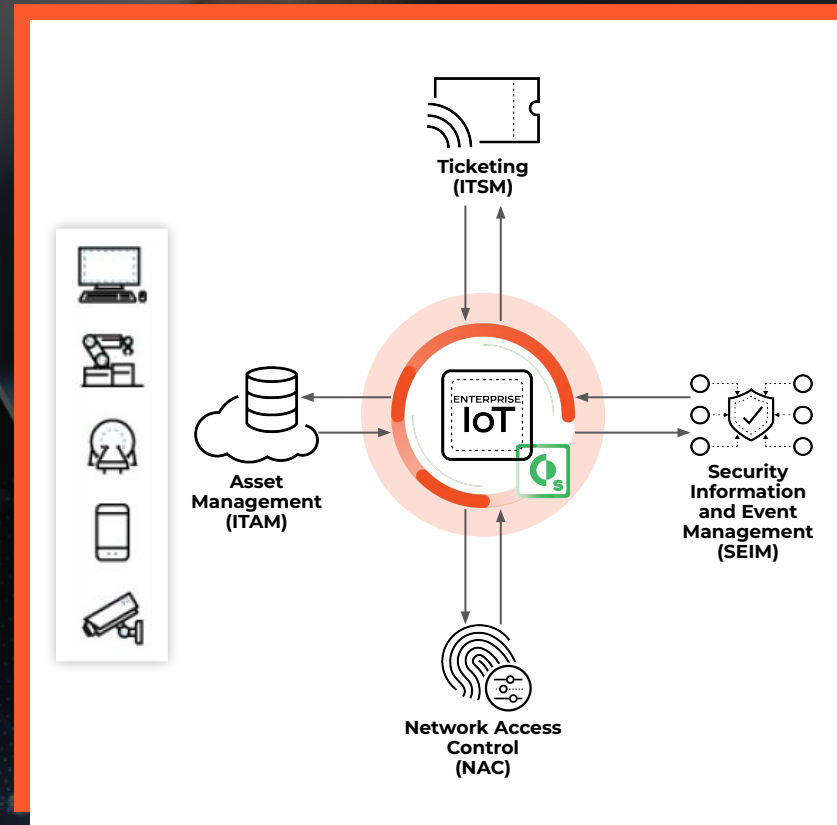 Ticketing
(ITSM)
ENTERPRISE
IoT
s
Asset
Management
(ITAM)
Security
Information
and Event
Management
(SEIM)
Network Access
Control
(NAC)